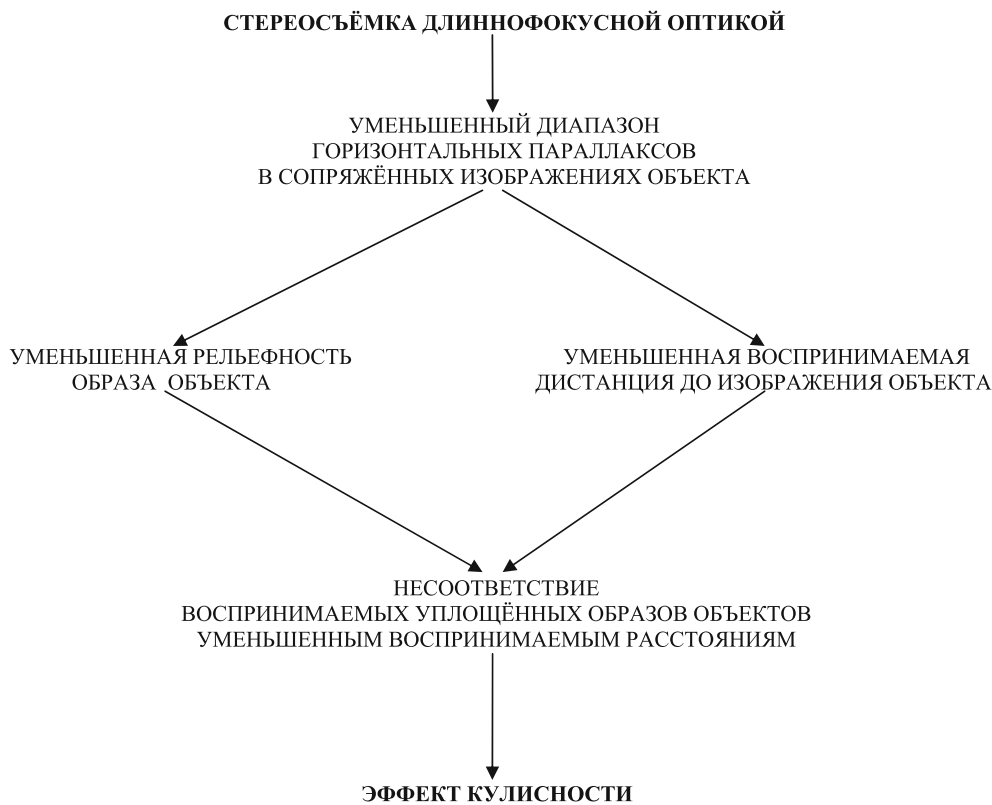 СТЕРЕОСЪЁМКА ДЛИННОФОКУСНОЙ ОПТИКОЙ
УМЕНЬШЕННЫЙ ДИАПАЗОН
ГОРИЗОНТАЛЬНЫХ ПАРАЛЛАКСОВ
В СОПРЯЖЁННЫХ ИЗОБРАЖЕНИЯХ ОБЪЕКТА
УМЕНЬШЕННАЯ РЕЛЬЕФНОСТЬ
ОБРАЗА ОБЪЕКТА
УМЕНЬШЕННАЯ ВОСПРИНИМАЕМАЯ
ДИСТАНЦИЯ ДО ИЗОБРАЖЕНИЯ ОБЪЕКТА
НЕСООТВЕТСТВИЕ
ВОСПРИНИМАЕМЫХ УПЛОЩЁННЫХ ОБРАЗОВ ОБЪЕКТОВ
УМЕНЬШЕННЫМ ВОСПРИНИМАЕМЫМ РАССТОЯНИЯМ
ЭФФЕКТ КУЛИСНОСТИ